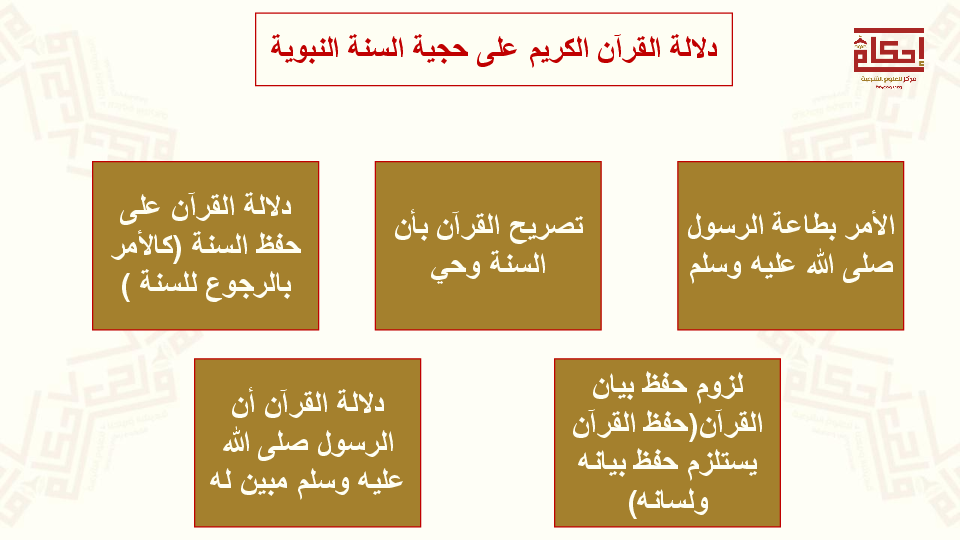 دلالة القرآن الكريم على حجية السنة النبوية
إحكام
مركز للعلوم الشرعية
الأمر بطاعة الرسول
صلى الله عليه وسلم
تصريح القرآن بأن
السنة وحي
دلالة القرآن على
حفظ السنة (كالأمر
بالرجوع للسنة )
لزوم حفظ بيان
القرآن(حفظ القرآن
يستلزم حفظ بيانه
ولسانه)
دلالة القرآن أن
الرسول صلى الله
عليه وسلم مبين له